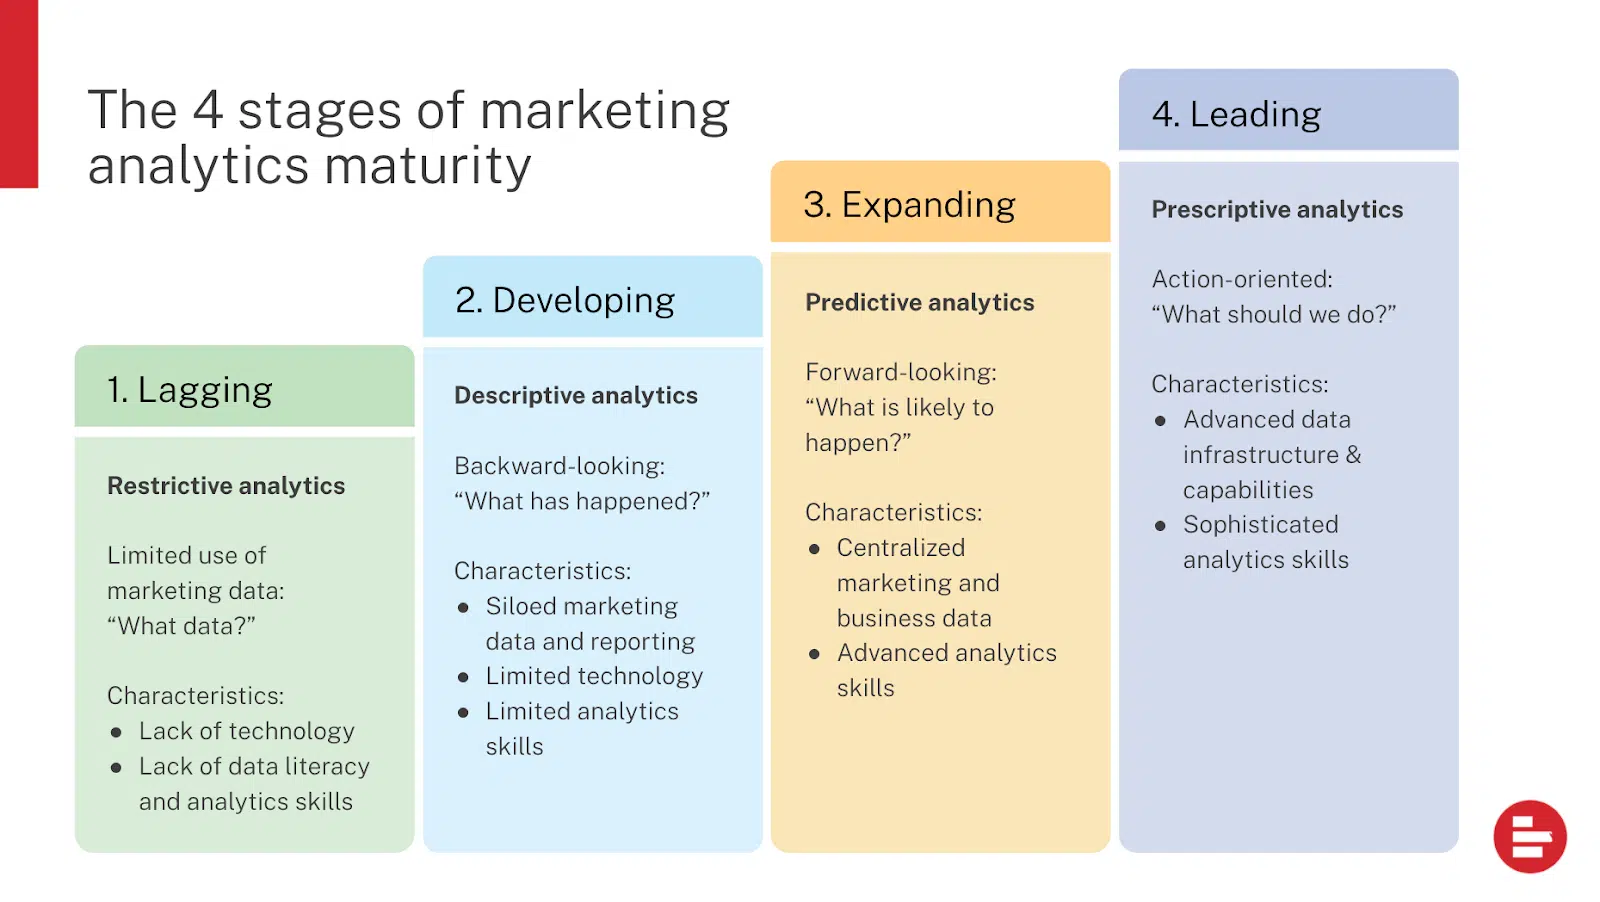 The 4 stages of marketing
analytics maturity
1. Lagging
Restrictive analytics
Limited use of
marketing data:
“What data?”
Characteristics:
● Lack of technology
● Lack of data literacy
and analytics skills
2. Developing
Descriptive analytics
Backward-looking:
“What has happened?”
Characteristics:
● Siloed marketing
data and reporting
● Limited technology
● Limited analytics
skills
3. Expanding
Predictive analytics
Forward-looking:
“What is likely to
happen?”
Characteristics:
● Centralized
marketing and
business data
● Advanced analytics
skills
4. Leading
Prescriptive analytics
Action-oriented:
“What should we do?”
Characteristics:
● Advanced data
infrastructure &
capabilities
● Sophisticated
analytics skills